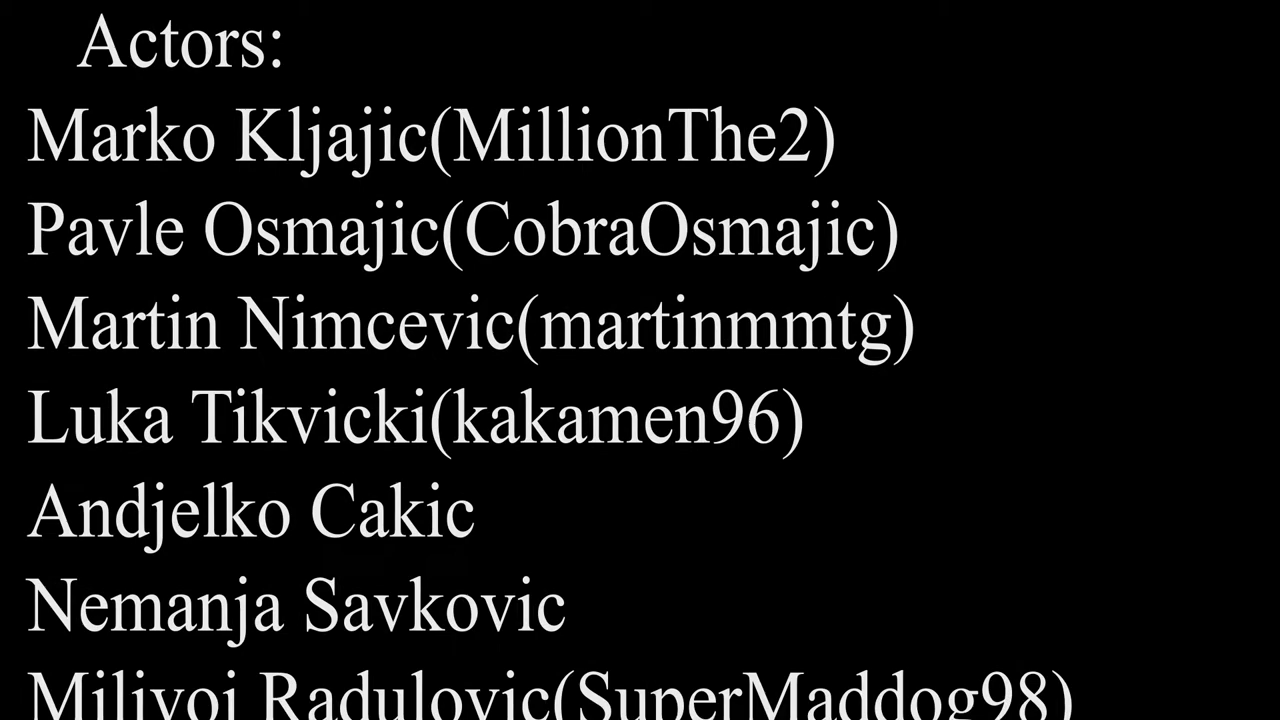 Actors:
Marko Kljajic(MillionThe2)
Pavle Osmajic(CobraOsmajic)
Martin Nimcevic(martinmmtg)
Luka Tikvicki(kakamen96)
Andjelko Cakic
Nemanja Savkovic
Milivoj Radulovic(SuperMaddog98)